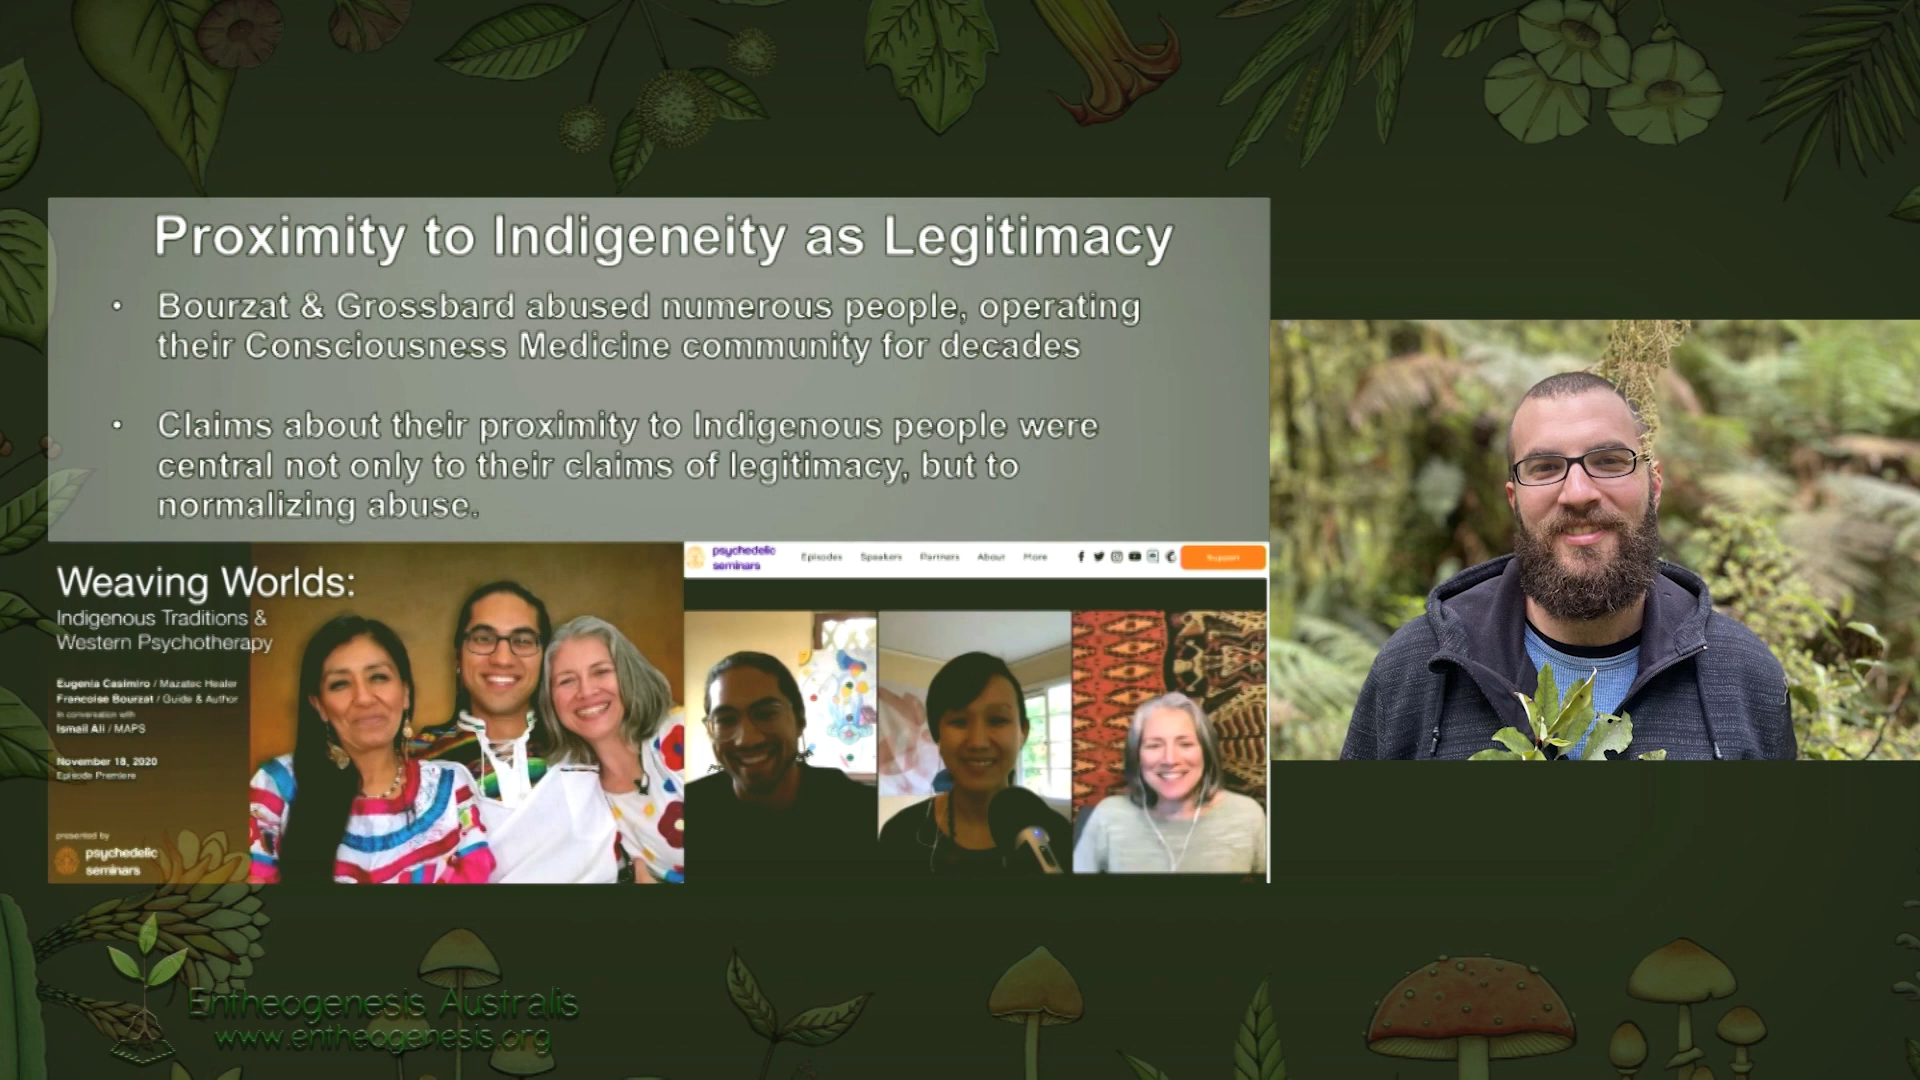 Proximity to Indigeneity as Legitimacy
• Bourzat & Grossbard abused numerous people, operating
their Consciousness Medicine community for decades
• Claims about their proximity to Indigenous people were
central not only to their claims of legitimacy, but to
normalizing abuse.
Weaving Worlds:
Indigenous Traditions &
Western Psychotherapy
Eugenia Casimiro / Mazatec Healer
Francoise Bourzat / Guide & Author
in conversation with
Ismail Ali / MAPS
November 18, 2020
Episode Premiere
presented by
psychedelic
seminars
psychedelic
seminars
Episodes Speakers Partners About More Support
Entheogenesis Australis
www.entheogenesis.org